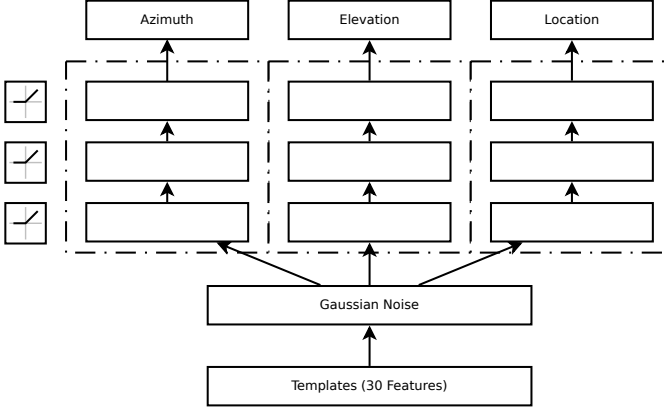 Azimuth
Elevation
Location
Gaussian Noise
Templates (30 Features)